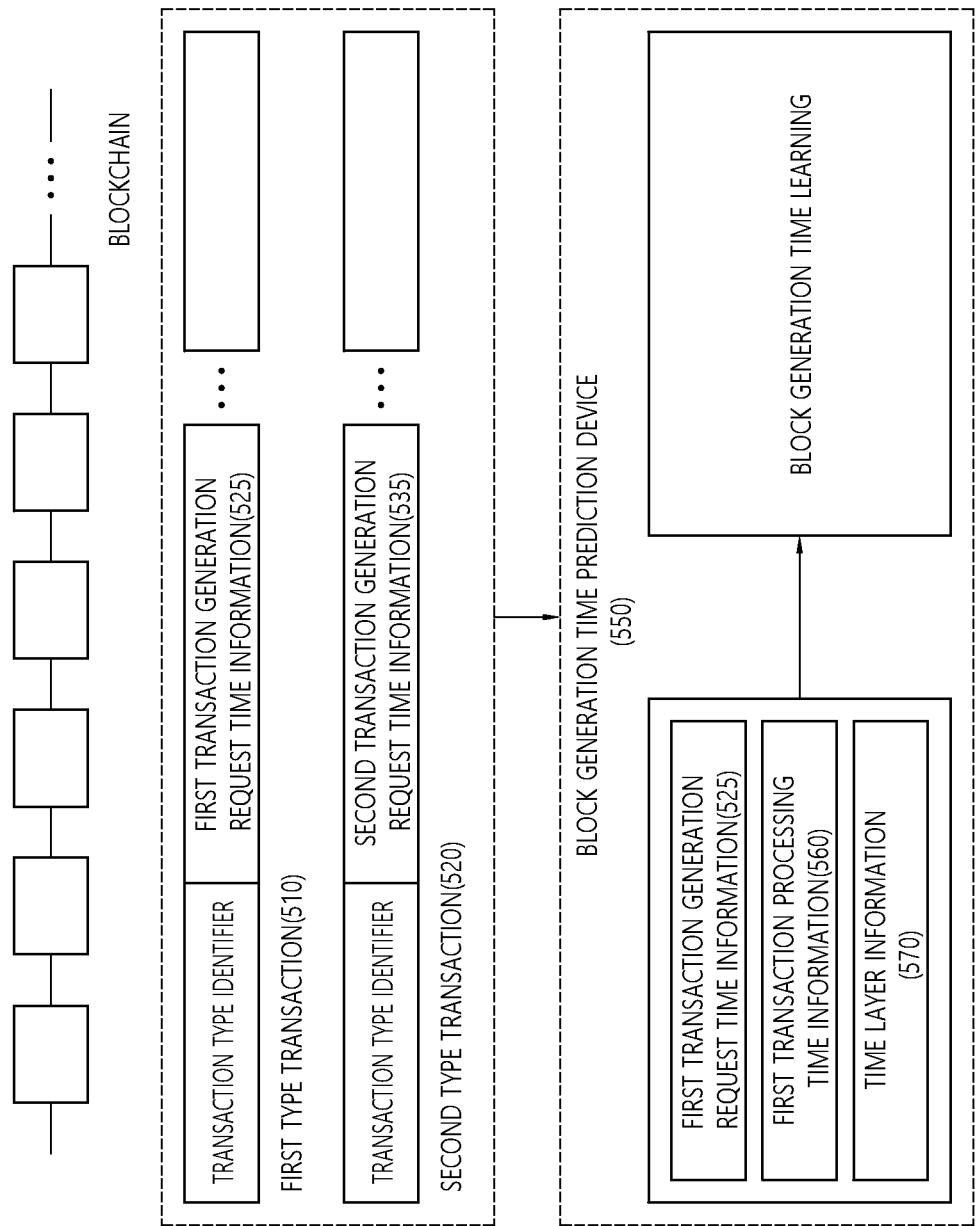 BLOCKCHAIN
TRANSACTION TYPE IDENTIFIER
FIRST TRANSACTION GENERATION
REQUEST TIME INFORMATION(525)
FIRST TYPE TRANSACTION(510)
TRANSACTION TYPE IDENTIFIER
SECOND TRANSACTION GENERATION
REQUEST TIME INFORMATION(535)
SECOND TYPE TRANSACTION(520)
BLOCK GENERATION TIME PREDICTION DEVICE
(550)
FIRST TRANSACTION GENERATION
REQUEST TIME INFORMATION(525)
FIRST TRANSACTION PROCESSING
TIME INFORMATION(560)
TIME LAYER INFORMATION
(570)
BLOCK GENERATION TIME LEARNING